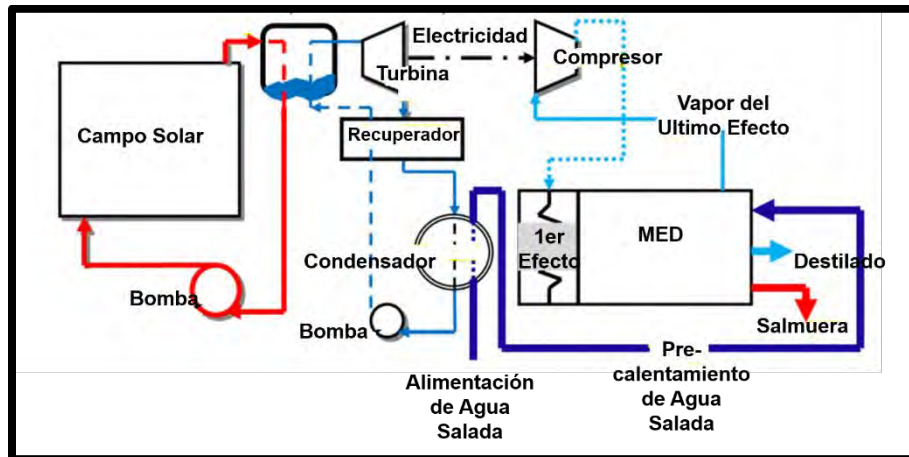 Electricidad
Compresor
Turbina
Campo Solar
Recuperador
Vapor del
Ultimo Efecto
1er
Efecto
MED
Condensador
Destilado
Bomba
Bomba
Salmuera
Alimentación
de Agua
Salada
Pre-
calentamiento
de Agua
Salada